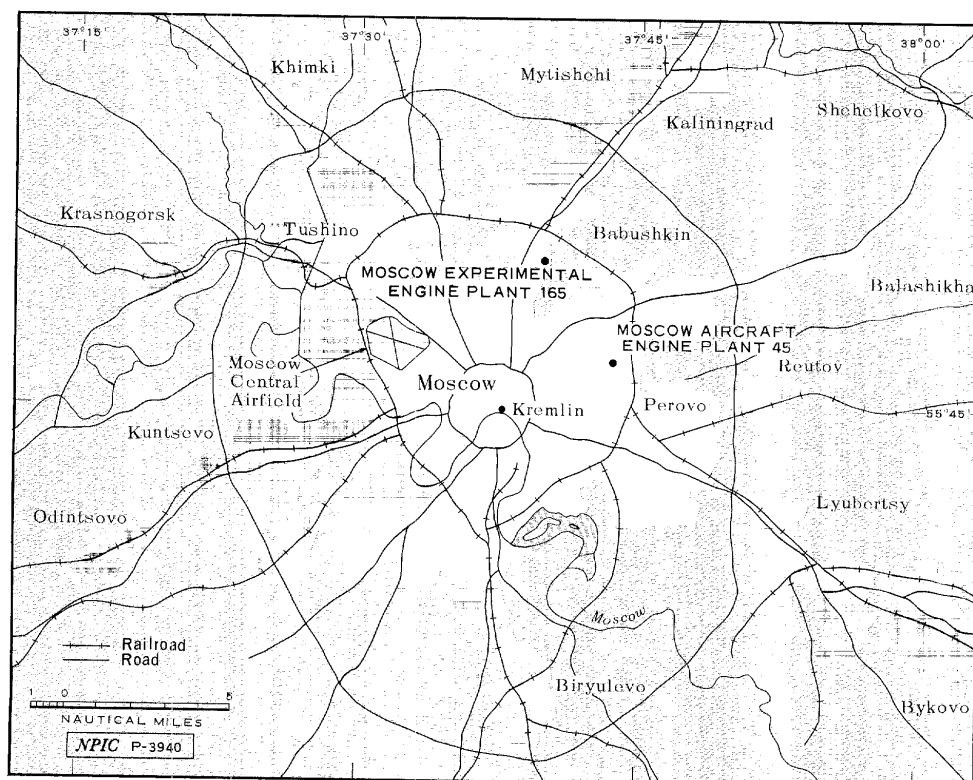 37°15'
37°30'
37°45'
38°00'
Khimki
Mytishchi
Kaliningrad
Shchelkovo
Krasnogorsk
Tushino
Babushkin
MOSCOW EXPERIMENTAL
ENGINE PLANT 165
Balashikha
MOSCOW AIRCRAFT
ENGINE PLANT 45
Reutov
Moscow
Central
Airfield
Moscow
Kremlin
Perovo
55°45'
Kuntsevo
Odintsovo
Lyubertsy
Moscow
Railroad
Road
Biryulevo
Bykovo
1 0 5
NAUTICAL MILES
NPIC P-3940